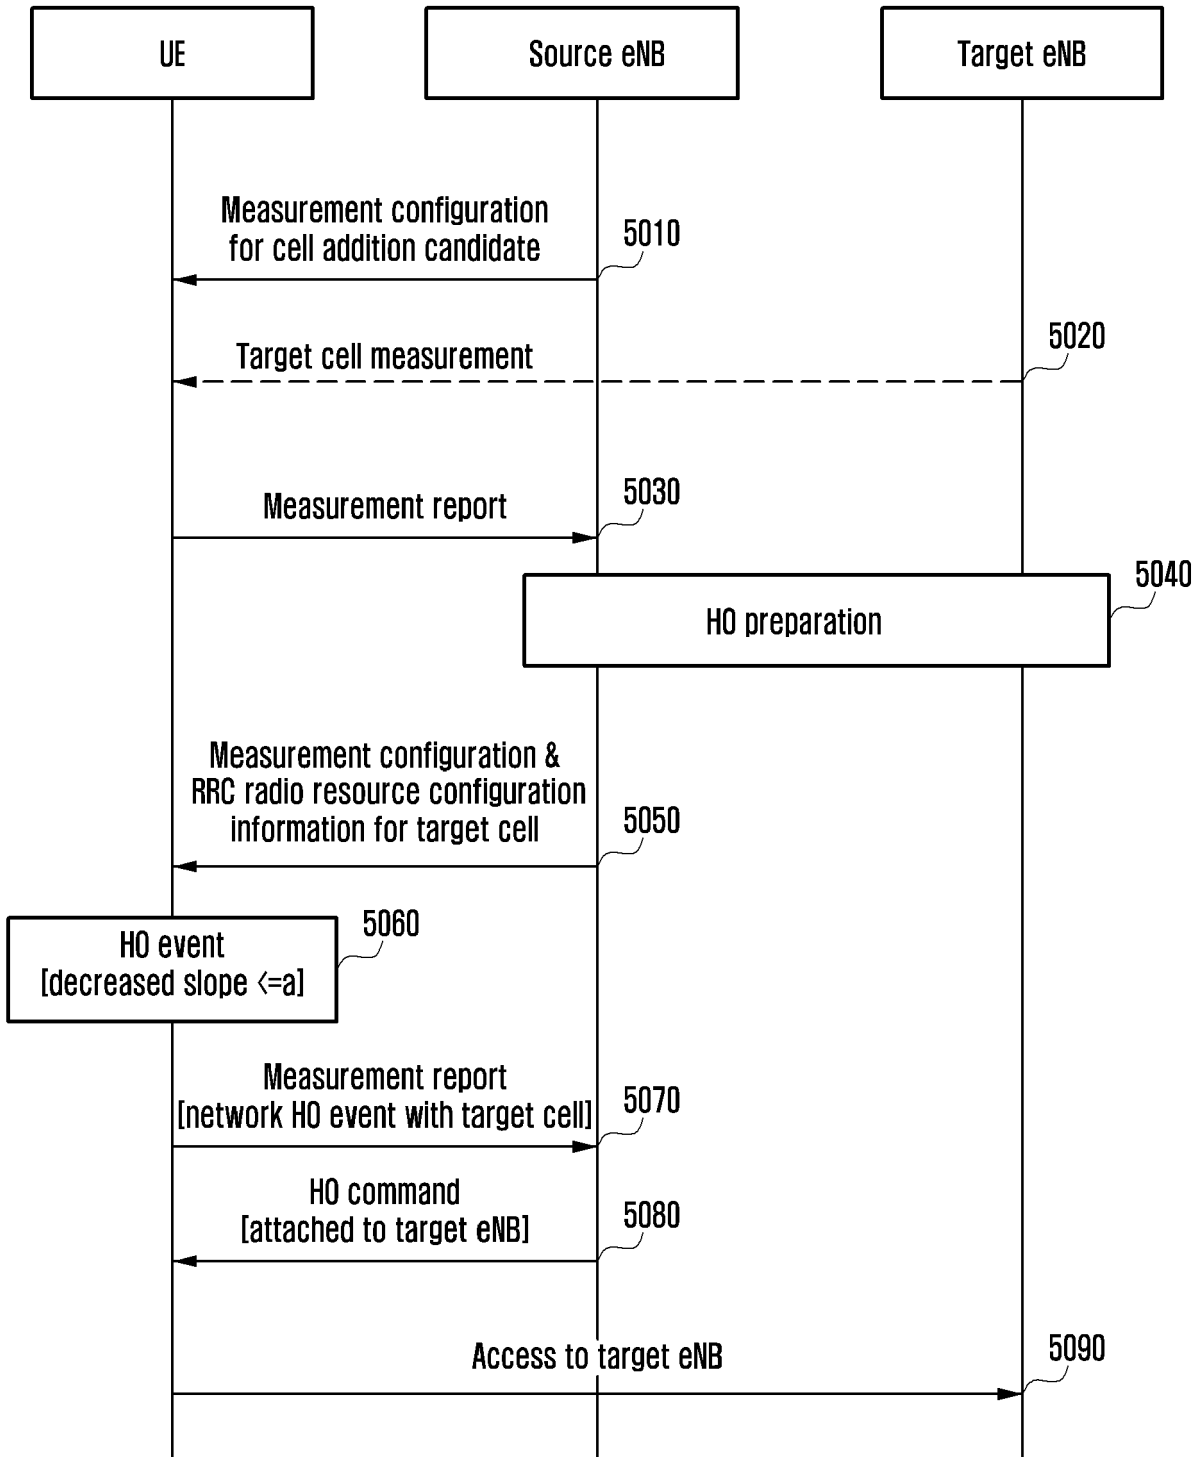 UE
Source eNB
Target eNB
Measurement configuration
for cell addition candidate
5010
Target cell measurement
5020
Measurement report
5030
HO preparation
5040
Measurement configuration &
RRC radio resource configuration
information for target cell
5050
HO event
[decreased slope <=a]
5060
Measurement report
[network HO event with target cell]
5070
HO command
[attached to target eNB]
5080
Access to target eNB
5090